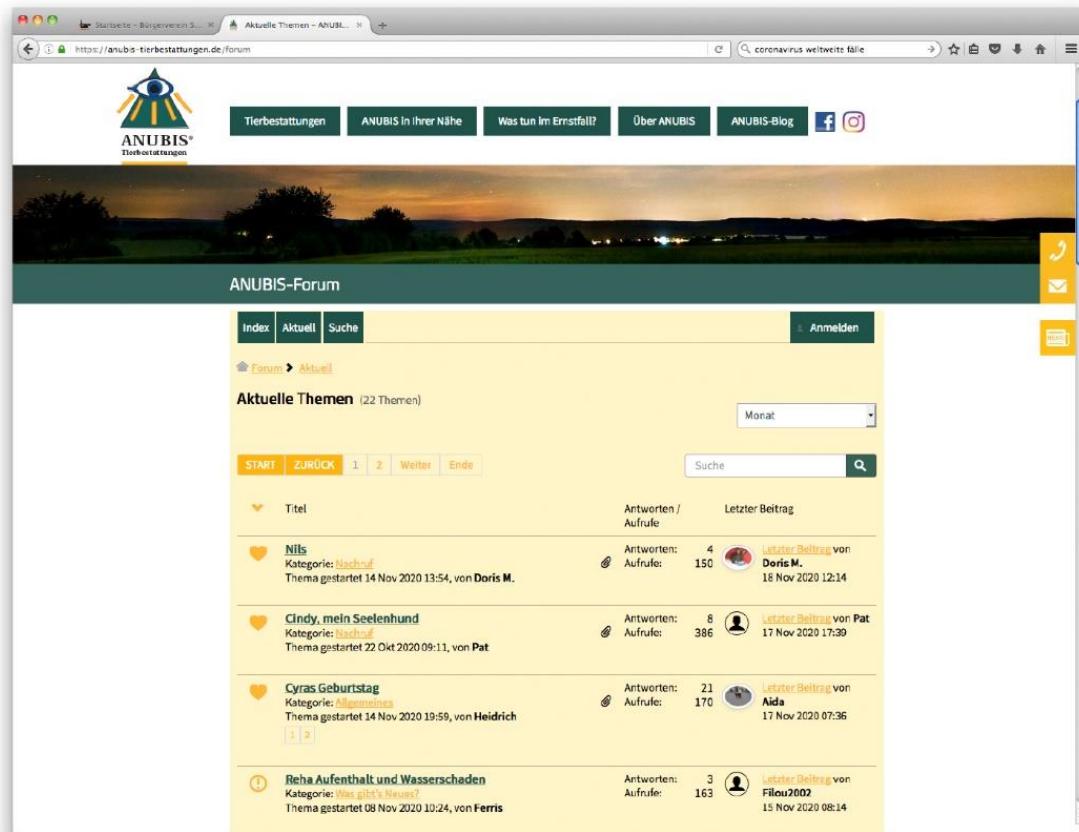 Startseite – Bürgerverein S...
Aktuelle Themen – ANUBI...
https://anubis-tierbestattungen.de/forum
coronavirus weltweite fälle
ANUBIS®
Tierbestattungen
Tierbestattungen
ANUBIS in Ihrer Nähe
Was tun im Ernstfall?
Über ANUBIS
ANUBIS-Blog
ANUBIS-Forum
Index Aktuell Suche
Anmelden
Forum Aktuell
Aktuelle Themen (22 Themen)
Monat
START ZURÜCK 1 2 Weiter Ende
Suche
Titel
Antworten / Aufrufe
Letzter Beitrag
Nils
Kategorie: Nachruf
Thema gestartet 14 Nov 2020 13:54, von Doris M.
Antworten: 4
Aufrufe: 150
Letzter Beitrag von
Doris M.
18 Nov 2020 12:14
Cindy, mein Seelenhund
Kategorie: Nachruf
Thema gestartet 22 Okt 2020 09:11, von Pat
Antworten: 8
Aufrufe: 386
Letzter Beitrag von Pat
17 Nov 2020 17:39
Cyras Geburtstag
Kategorie: Allgemeines
Thema gestartet 14 Nov 2020 19:59, von Heidrich
1 2
Antworten: 21
Aufrufe: 170
Letzter Beitrag von
Aida
17 Nov 2020 07:36
Reha Aufenthalt und Wasserschaden
Kategorie: Was gibt's Neues?
Thema gestartet 08 Nov 2020 10:24, von Ferris
Antworten: 3
Aufrufe: 163
Letzter Beitrag von
Filou2002
15 Nov 2020 08:14